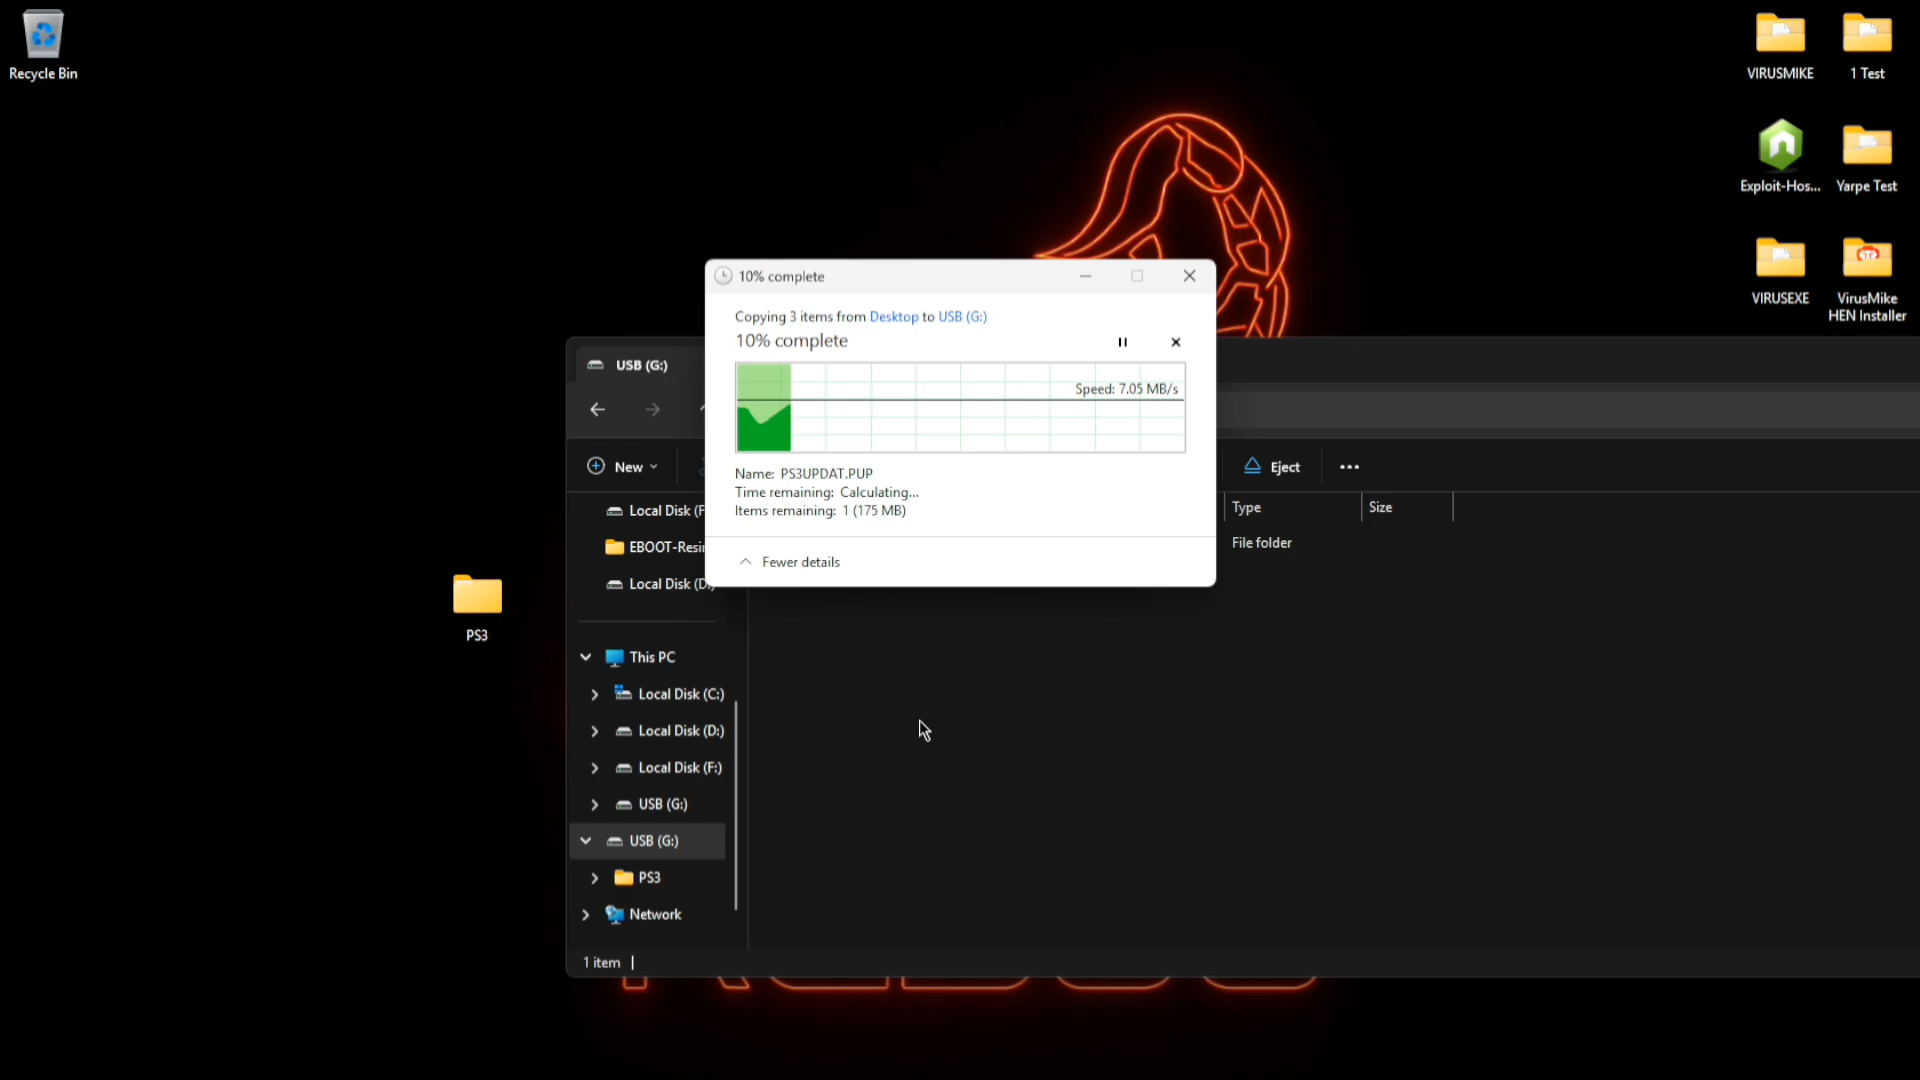 Recycle Bin
VIRUSMIKE
1 Test
Exploit-Hos...
Yarpe Test
VIRUSEXE
VirusMike
HEN Installer
10% complete
Copying 3 items from Desktop to USB (G:)
10% complete
Speed: 7.05 MB/s
Name: PS3UPDAT.PUP
Time remaining: Calculating...
Items remaining: 1 (175 MB)
Fewer details
USB (G:)
New
Eject
Type
Size
File folder
Local Disk (F
EBOOT-Resi
Local Disk (D:)
This PC
Local Disk (C:)
Local Disk (D:)
Local Disk (F:)
USB (G:)
USB (G:)
PS3
Network
1 item
PS3